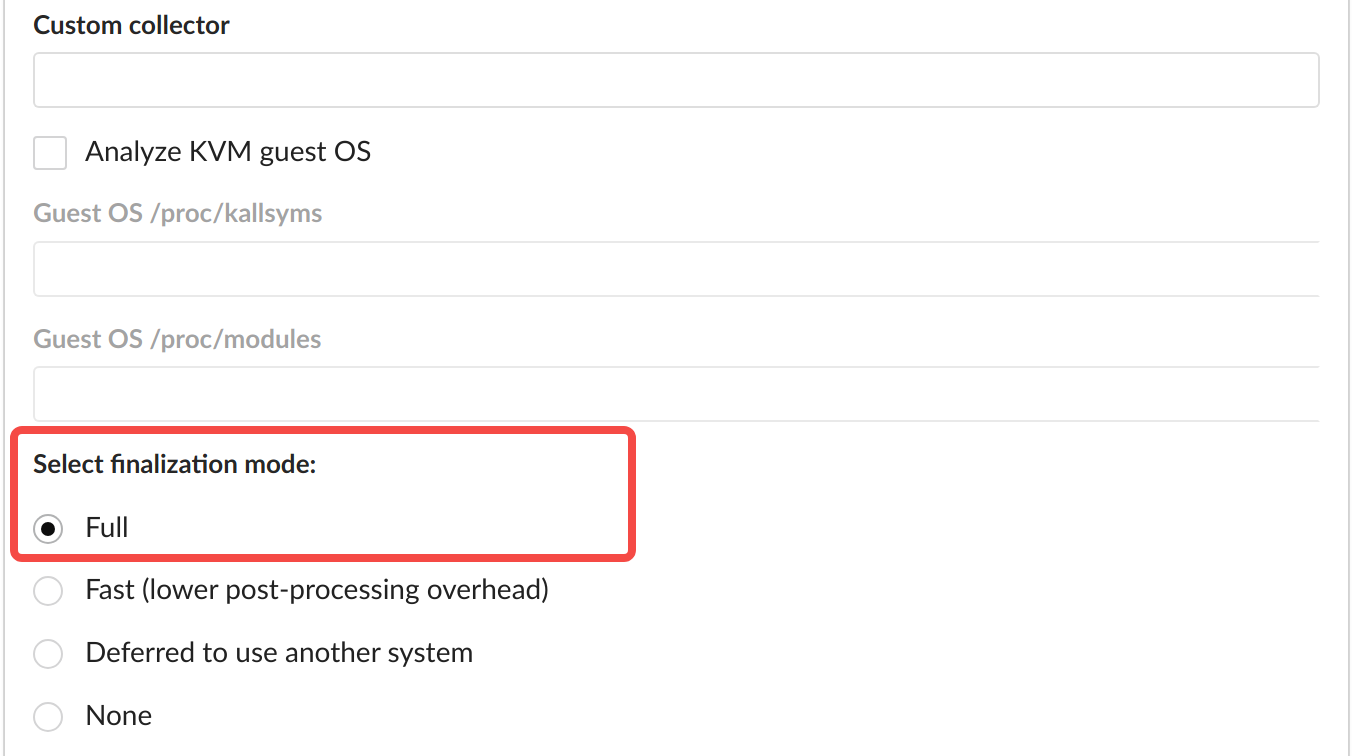 Custom collector
Analyze KVM guest OS
Guest OS /proc/kallsyms
Guest OS /proc/modules
Select finalization mode:
Full
Fast (lower post-processing overhead)
Deferred to use another system
None